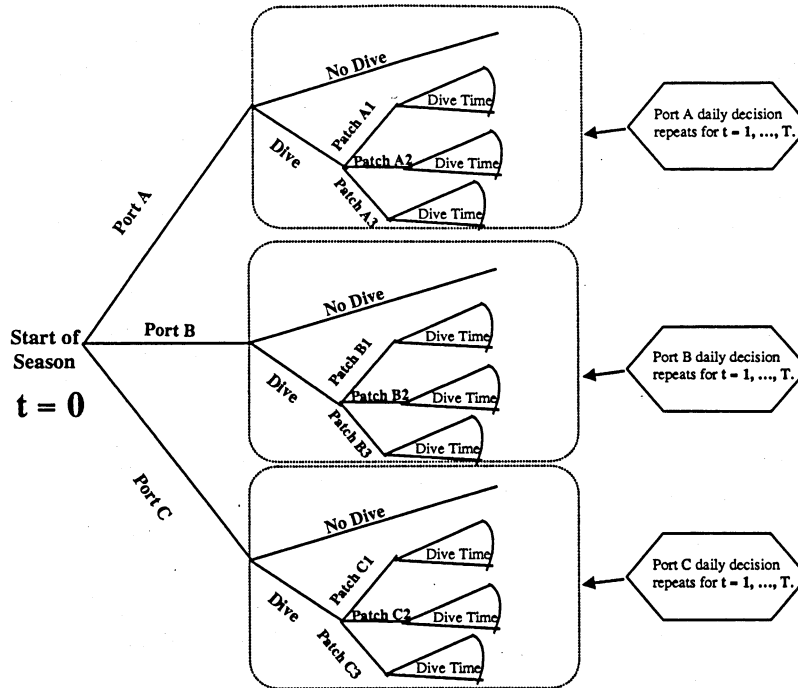 No Dive
Patch A1
Dive Time
Port A daily decision
repeats for t = 1, ..., T.
Dive
Patch A2
Dive Time
Patch A3
Dive Time
Port A
No Dive
Patch B1
Dive Time
Start of
Season
t = 0
Port B
Port B daily decision
repeats for t = 1, ..., T.
Dive
Patch B2
Dive Time
Patch B3
Dive Time
Port C
No Dive
Patch C1
Dive Time
Port C daily decision
repeats for t = 1, ..., T.
Dive
Patch C2
Dive Time
Patch C3
Dive Time